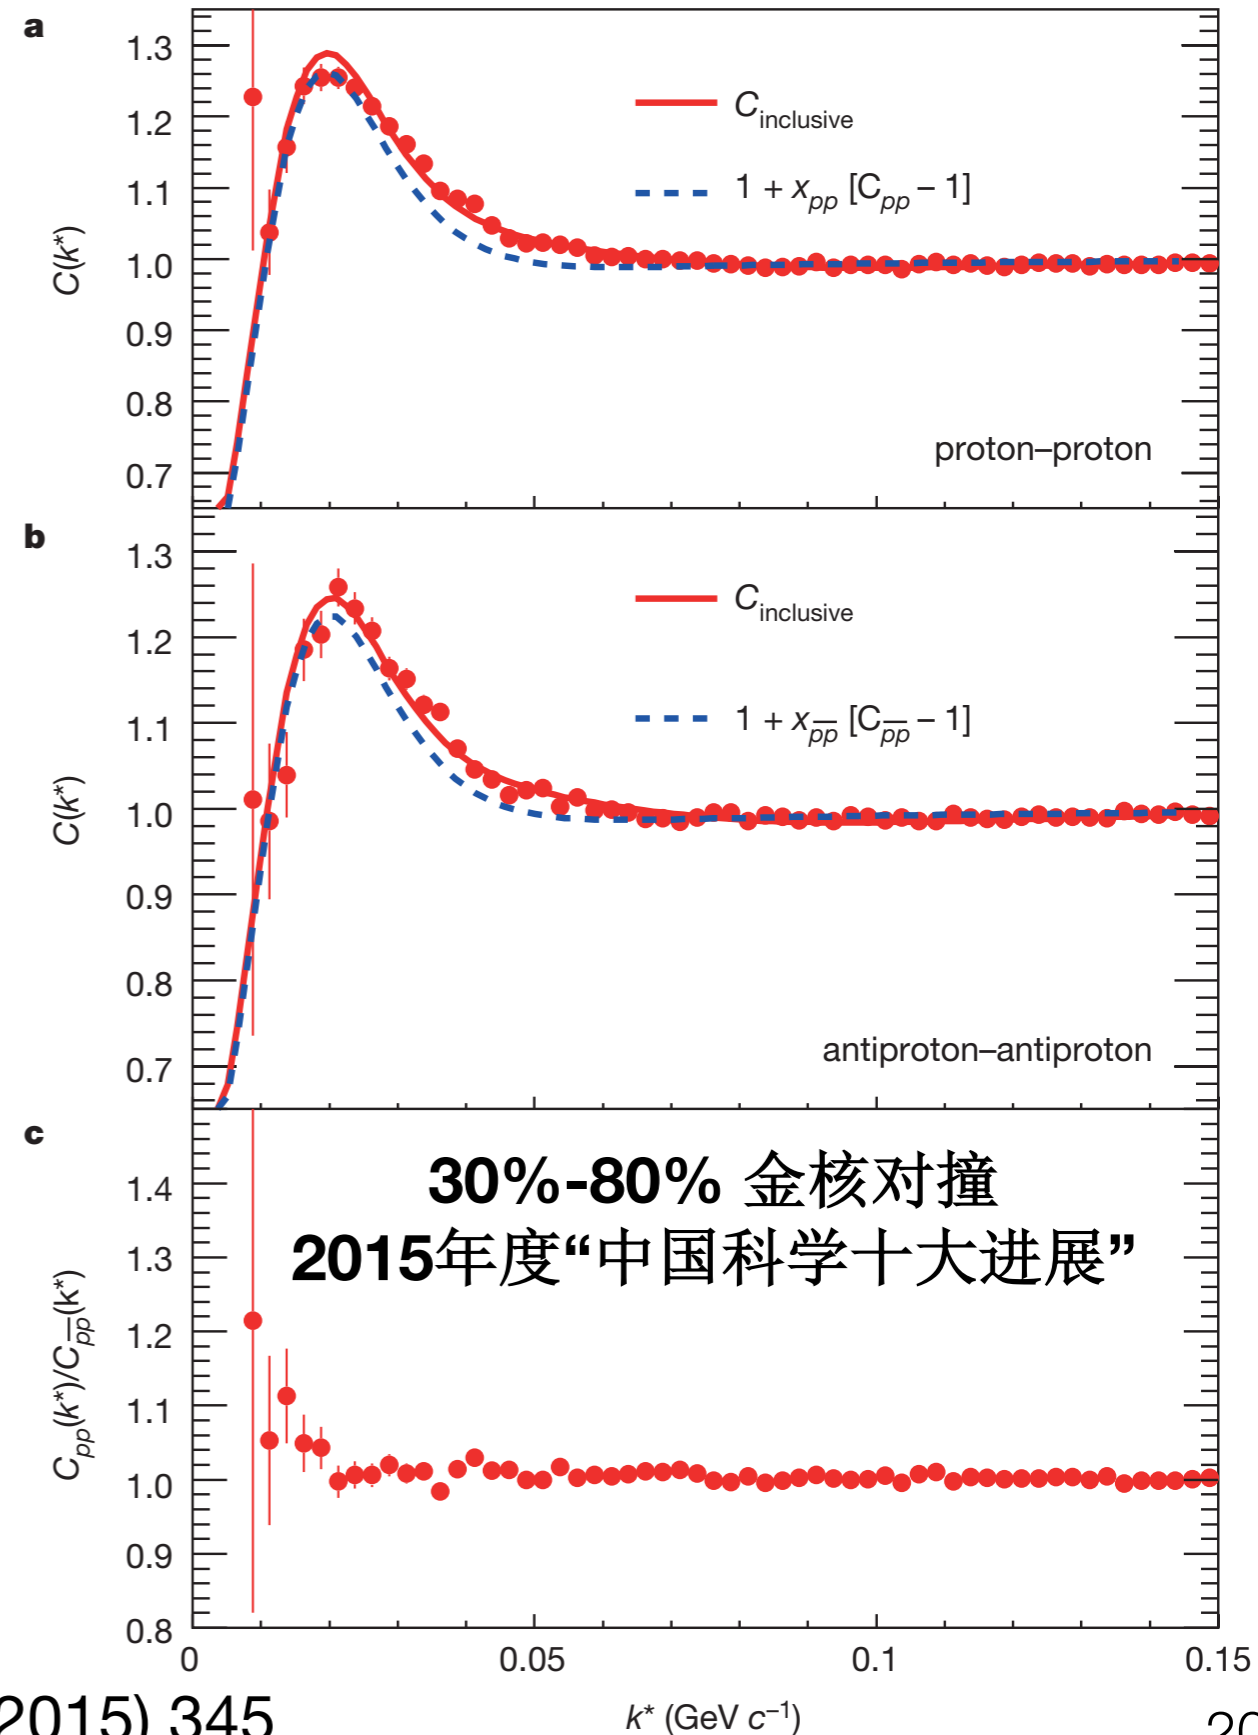 a
1.3
1.2
1.1
1.0
0.9
0.8
0.7
C(k*)
C_inclusive
1 + x_pp [C_pp – 1]
proton–proton
b
1.3
1.2
1.1
1.0
0.9
0.8
0.7
C(k*)
C_inclusive
1 + x_p̅p̅ [C_p̅p̅ – 1]
antiproton–antiproton
c
30%-80% 金核对撞
2015年度“中国科学十大进展”
1.4
1.3
1.2
1.1
1.0
0.9
0.8
C_pp(k*)/C_p̅p̅(k*)
0 0.05 0.1 0.15
k* (GeV c⁻¹)
2015) 345